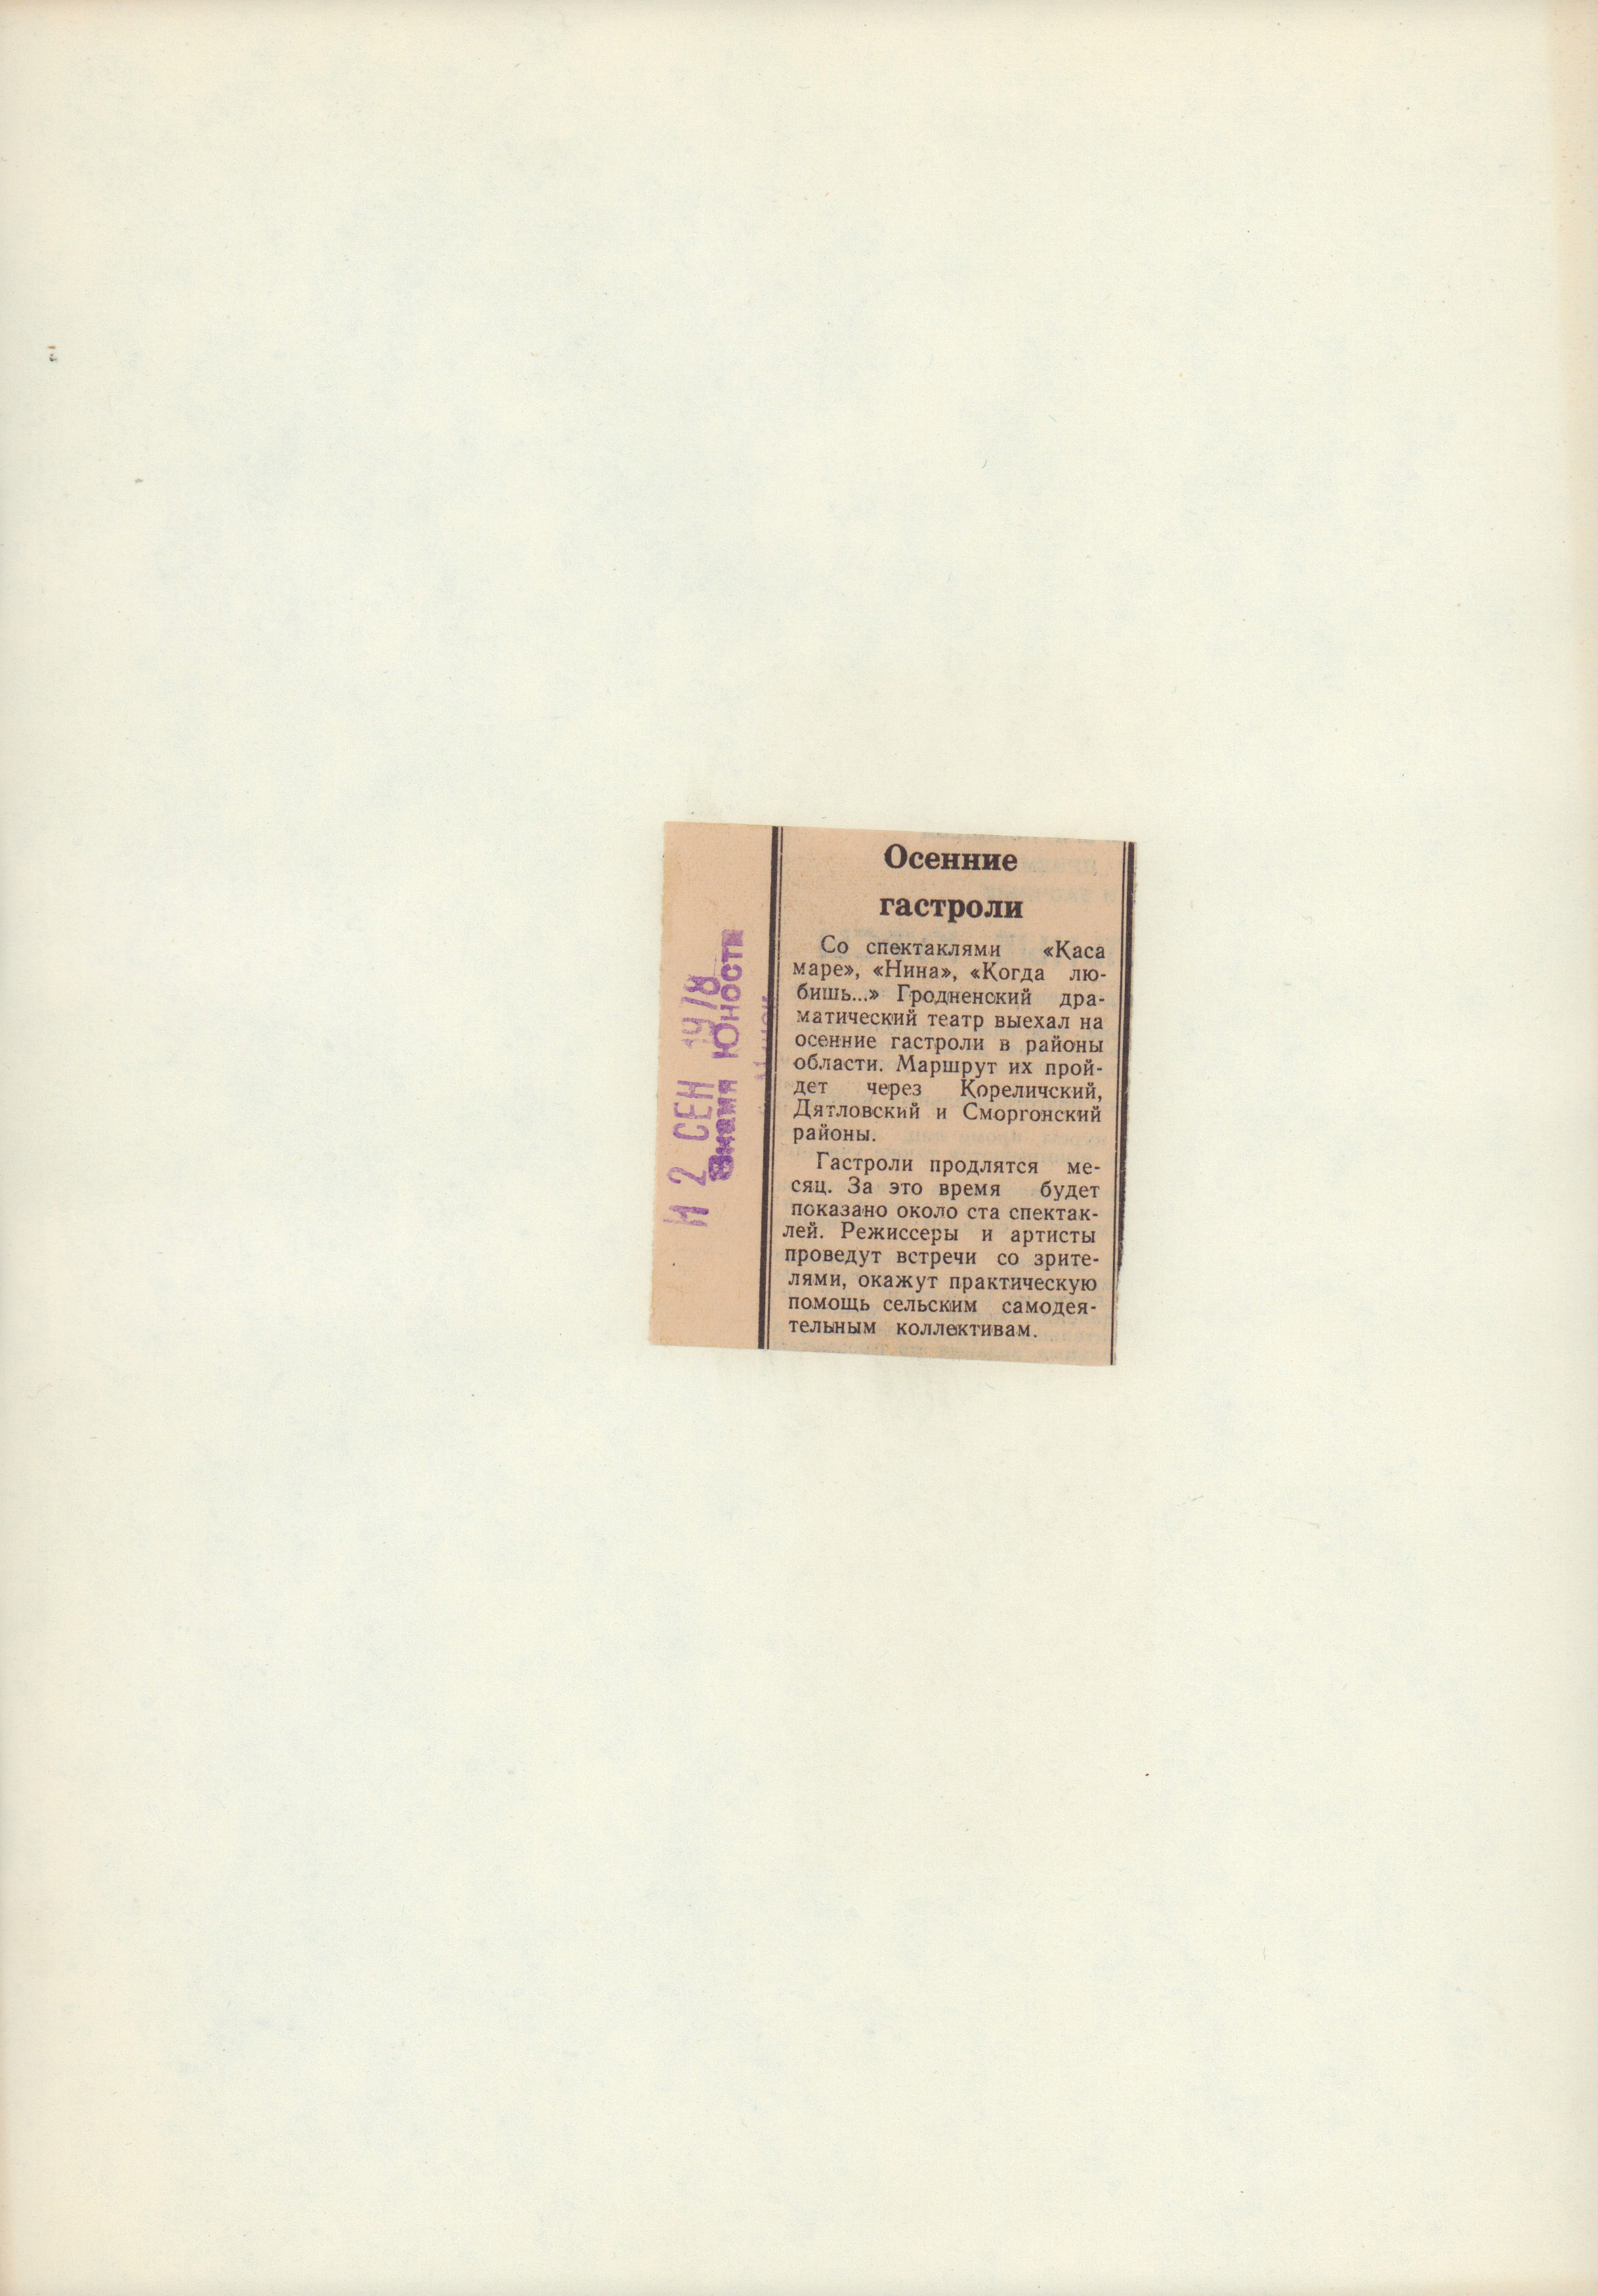 Осенние
гастроли
Со спектаклями «Каса
маре», «Нина», «Когда лю-
бишь...» Гродненский дра-
матический театр выехал на
осенние гастроли в районы
области. Маршрут их прой-
дет через Кореличский,
Дятловский и Сморгонский
районы.
Гастроли продлятся ме-
сяц. За это время будет
показано около ста спектак-
лей. Режиссеры и артисты
проведут встречи со зрите-
лями, окажут практическую
помощь сельским самодея-
тельным коллективам.
2 СЕН 1978
Знамя Юности